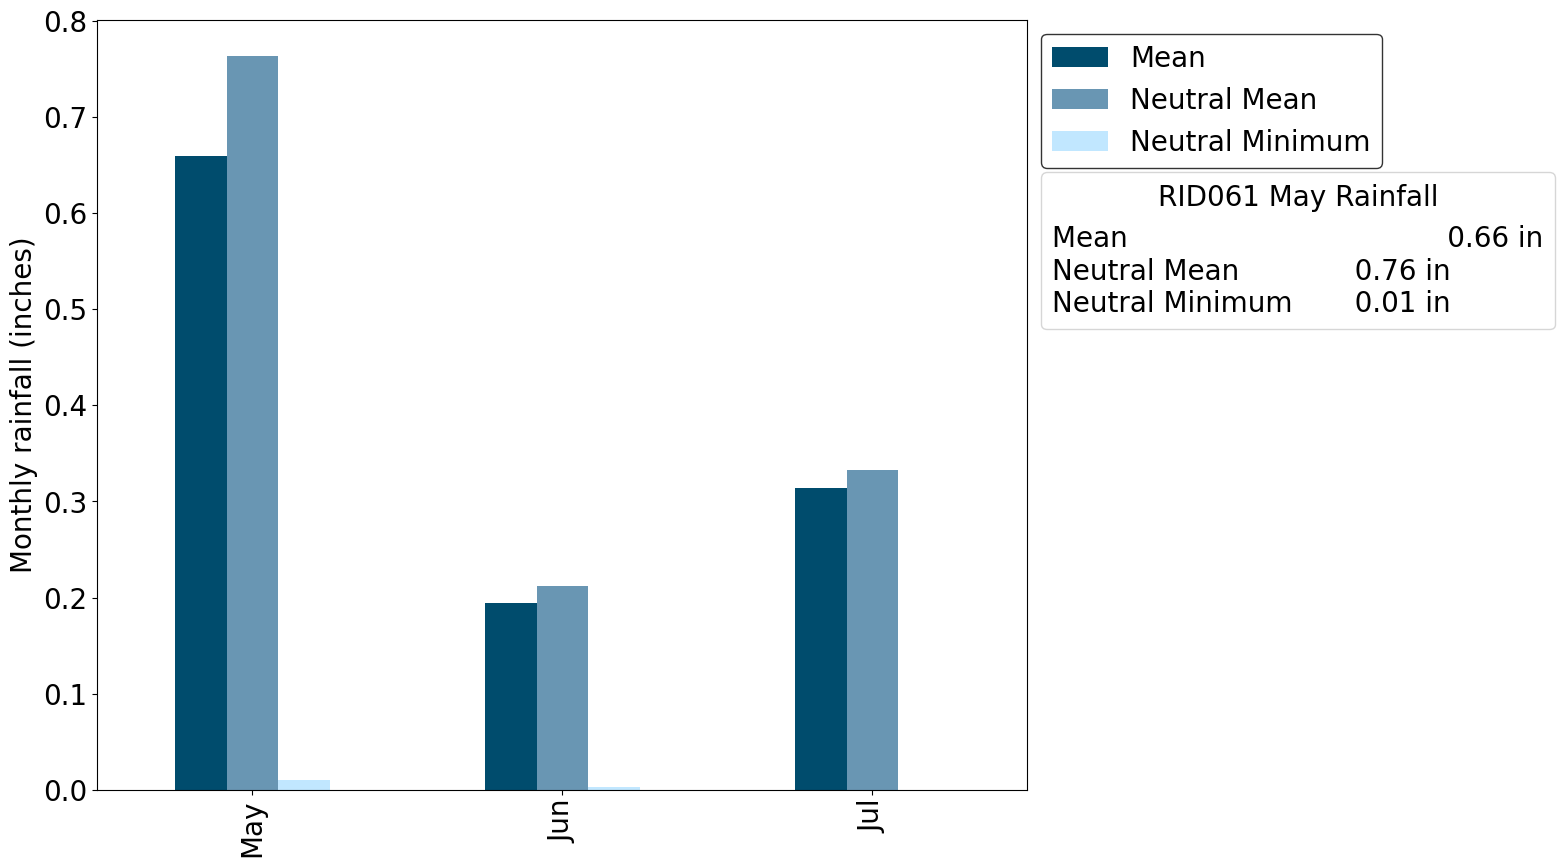 0.8
0.7
0.6
0.5
0.4
0.3
0.2
0.1
0.0
Monthly rainfall (inches)
May
Jun
Jul
Mean
Neutral Mean
Neutral Minimum
RID061 May Rainfall
Mean 0.66 in
Neutral Mean 0.76 in
Neutral Minimum 0.01 in